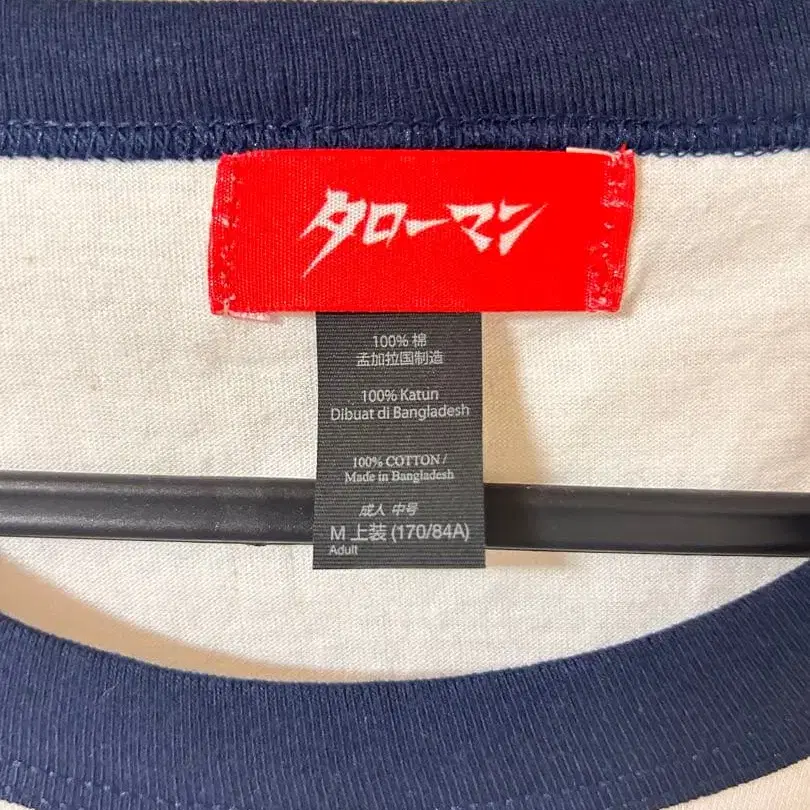 タローマン
100% 棉
孟加拉国制造
100% Katun
Dibuat di Bangladesh
100% COTTON /
Made in Bangladesh
成人 中号
M 上装 (170/84A)
Adult